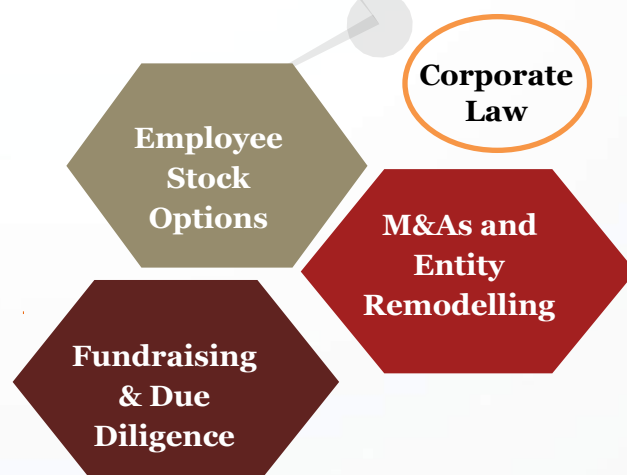 Corporate
Law
Employee
Stock
Options
M&As and
Entity
Remodelling
Fundraising
& Due
Diligence